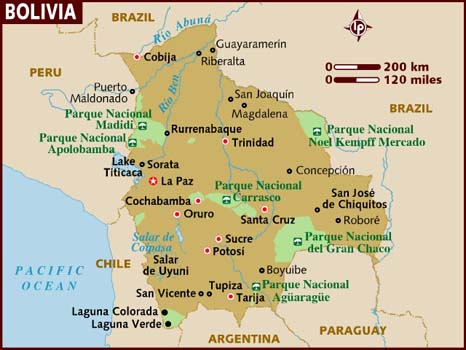 BOLIVIA
BRAZIL
Río Abuná
Guayaramerín
Riberalta
Cobija
LP
0 200 km
0 120 miles
PERU
Puerto
Maldonado
Río Ben
San Joaquín
Magdalena
BRAZIL
Parque Nacional
Madidi
Rurrenabaque
Parque Nacional
Apolobamba
Trinidad
Parque Nacional
Noel Kempff Mercado
Lake
Titicaca
Sorata
La Paz
Concepción
Parque Nacional
Carrasco
Cochabamba
Oruro
Santa Cruz
San José
de Chiquitos
Roboré
Salar de
Coipasa
Sucre
Potosí
Parque Nacional
del Gran Chaco
PACIFIC
OCEAN
CHILE
Salar
de Uyuni
Boyuibe
Tupiza
San Vicente
Tarija
Parque Nacional
Agüaragüe
Laguna Colorada
Laguna Verde
ARGENTINA
PARAGUAY